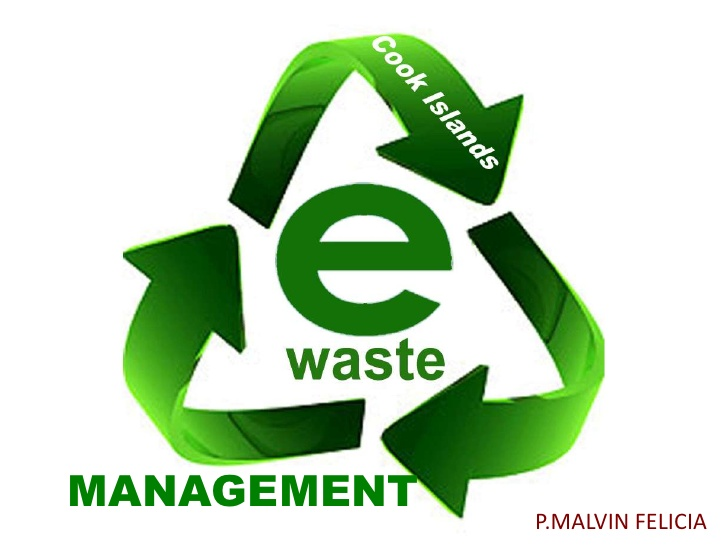 Cook Islands
e
waste
MANAGEMENT
P.MALVIN FELICIA